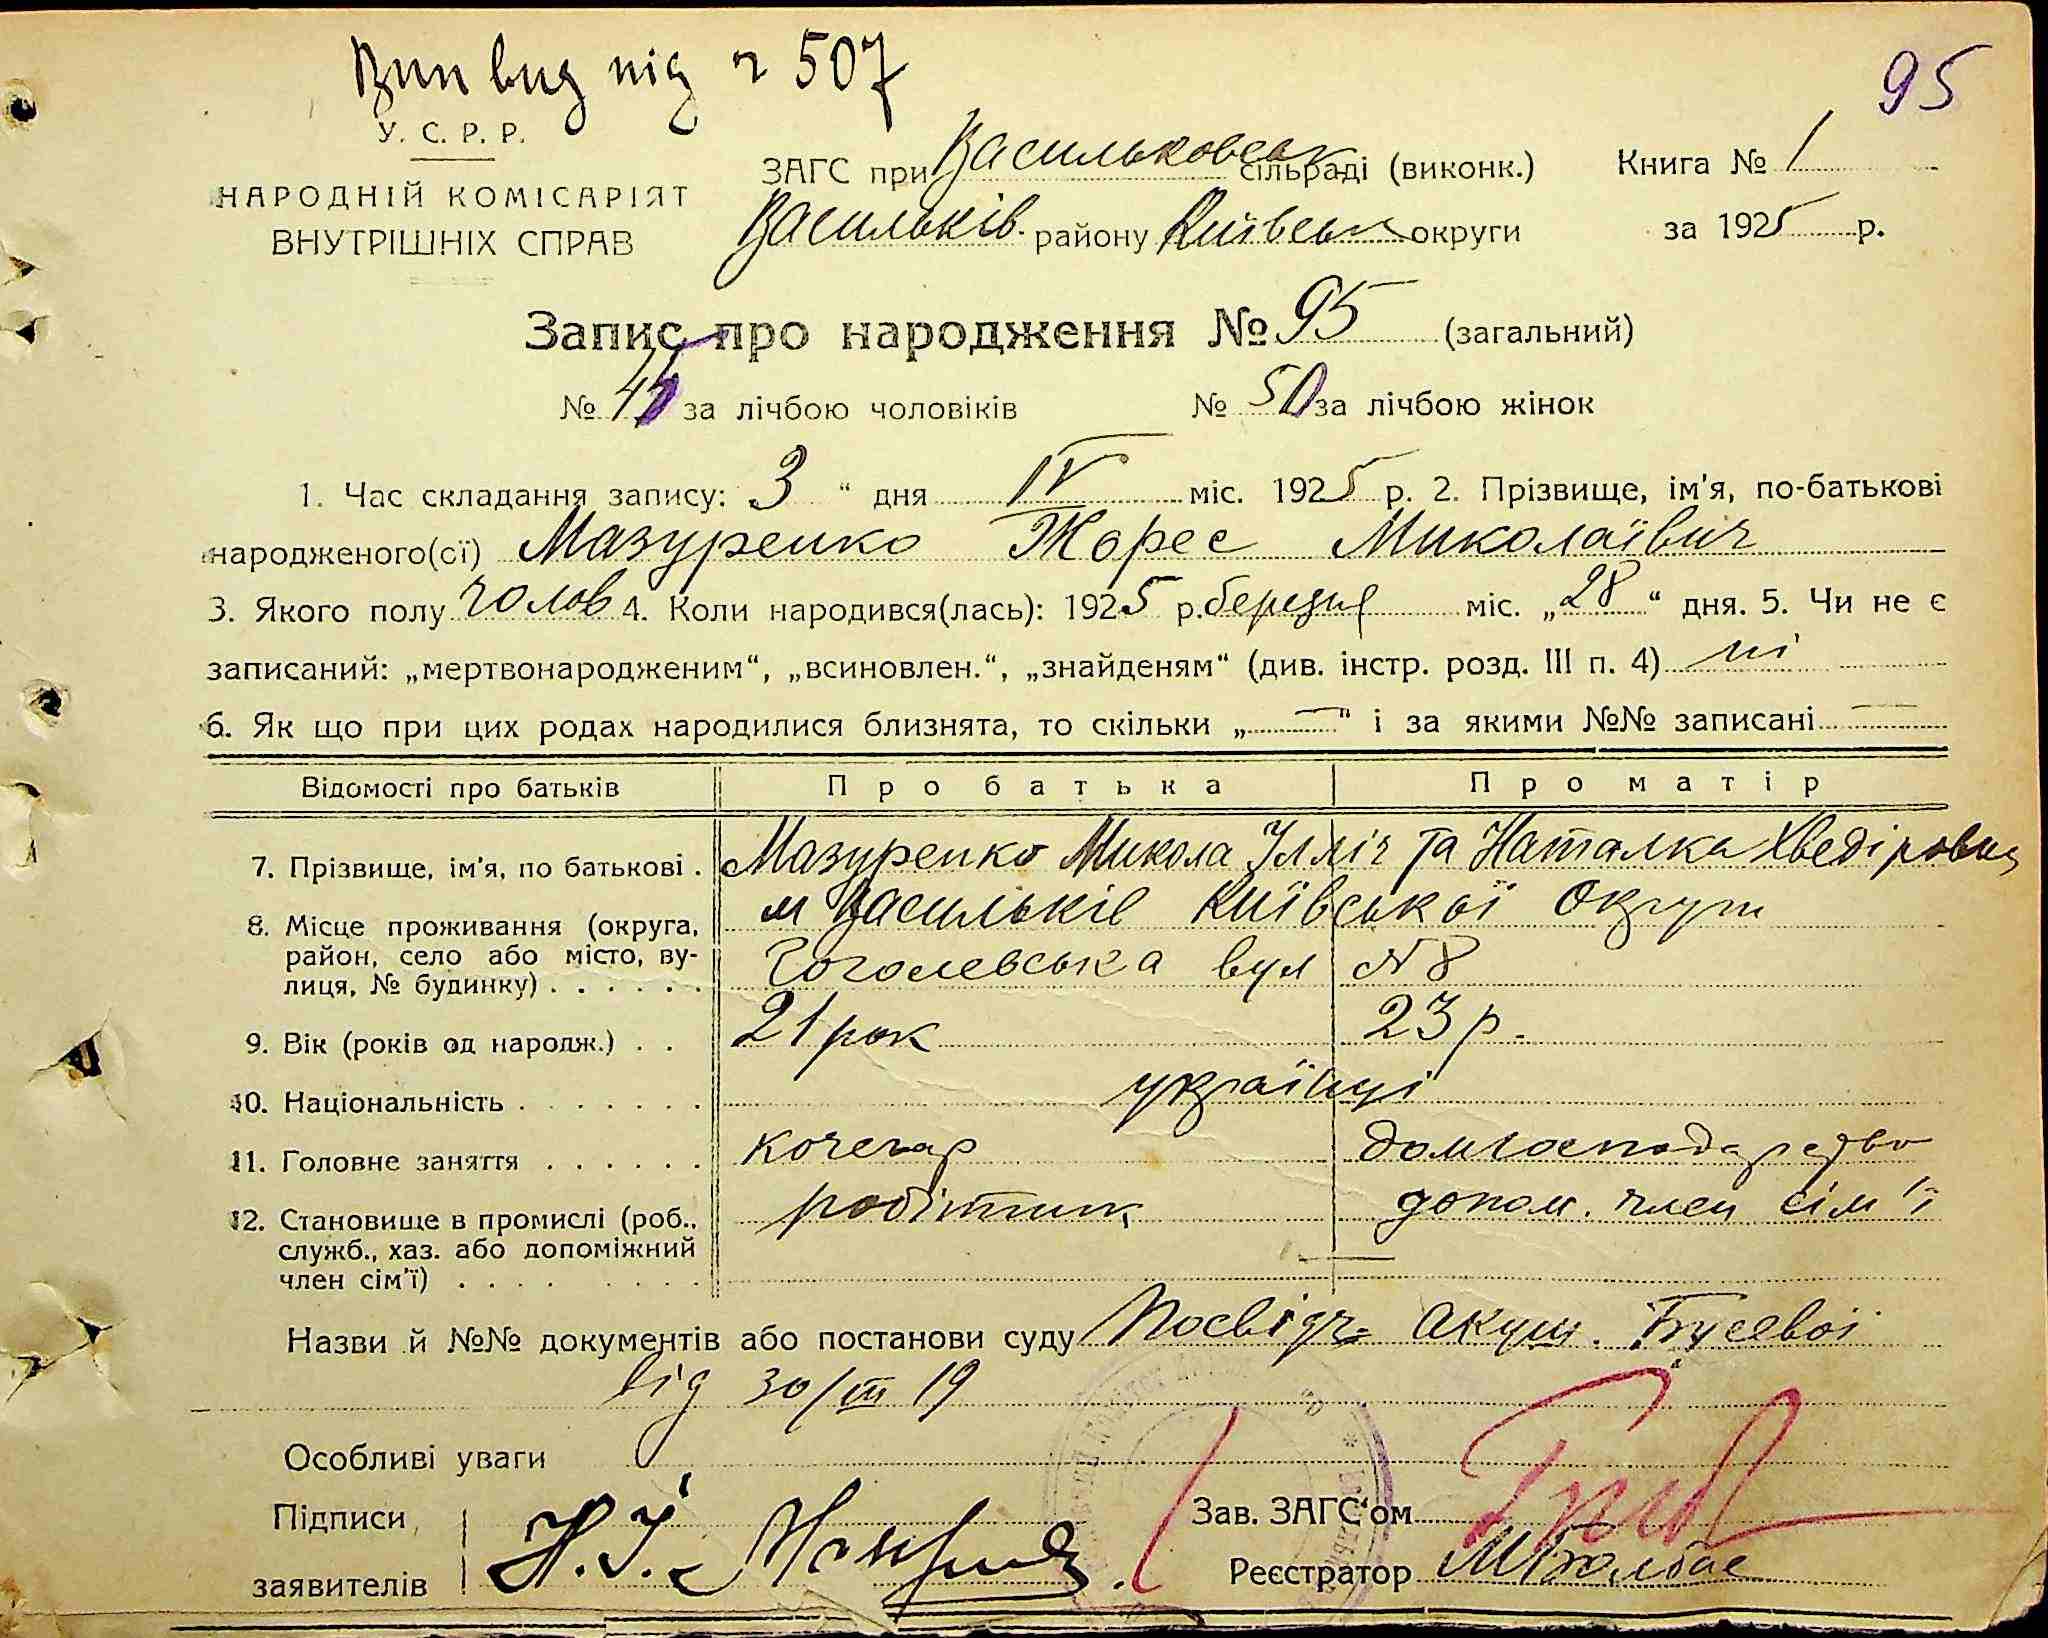 Вип вид під ч 507
95
У. С. Р. Р.
НАРОДНІЙ КОМІСАРІЯТ
ВНУТРІШНІХ СПРАВ
ЗАГС при Васильковськ сільраді (виконк.) Книга № 1
Васильків. району Київськ округи за 1925 р.
Запис про народження № 95 (загальний)
№ 45 за лічбою чоловіків № 50 за лічбою жінок
1. Час складання запису: 3 “ дня IV міс. 1925 р. 2. Прізвище, ім'я, по-батькові
народженого(сї) Мазуренко Жорес Миколаївич
3. Якого полу чолов 4. Коли народився(лась): 1925 р. березня міс. „28“ дня. 5. Чи не є
записаний: „мертвонародженим“, „всиновлен.“, „знайденям“ (див. інстр. розд. III п. 4) ні
6. Як що при цих родах народилися близнята, то скільки „—“ і за якими №№ записані —
Відомості про батьків Про батька Про матір
7. Прізвище, ім'я, по батькові . Мазуренко Микола Ілліч та Наталка Хведіровна
8. Місце проживання (округа, район, село або місто, вулиця, № будинку) . . . . . . м Васильків Київської Округи
Гоголевська вул № 8
9. Вік (років од народж.) . . 21 рок 23 р.
10. Національність . . . . . . . українці
11. Головне заняття . . . . . . кочегар домгосподарство
12. Становище в промислі (роб., служб., хаз. або допоміжний член сім'ї) . . . . робітник допом. член сім'ї
Назви й №№ документів або постанови суду Посвідч. акуш. Бусевої
від 30/III 19
Особливі уваги
Підписи
заявителів Н. І.
Зав. ЗАГС‘ом
Реєстратор